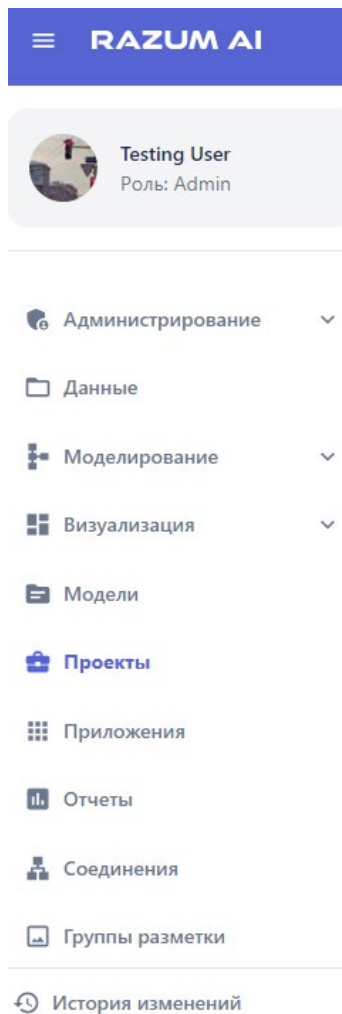 RAZUM AI
Testing User
Роль: Admin
Администрирование
Данные
Моделирование
Визуализация
Модели
Проекты
Приложения
Отчеты
Соединения
Группы разметки
История изменений